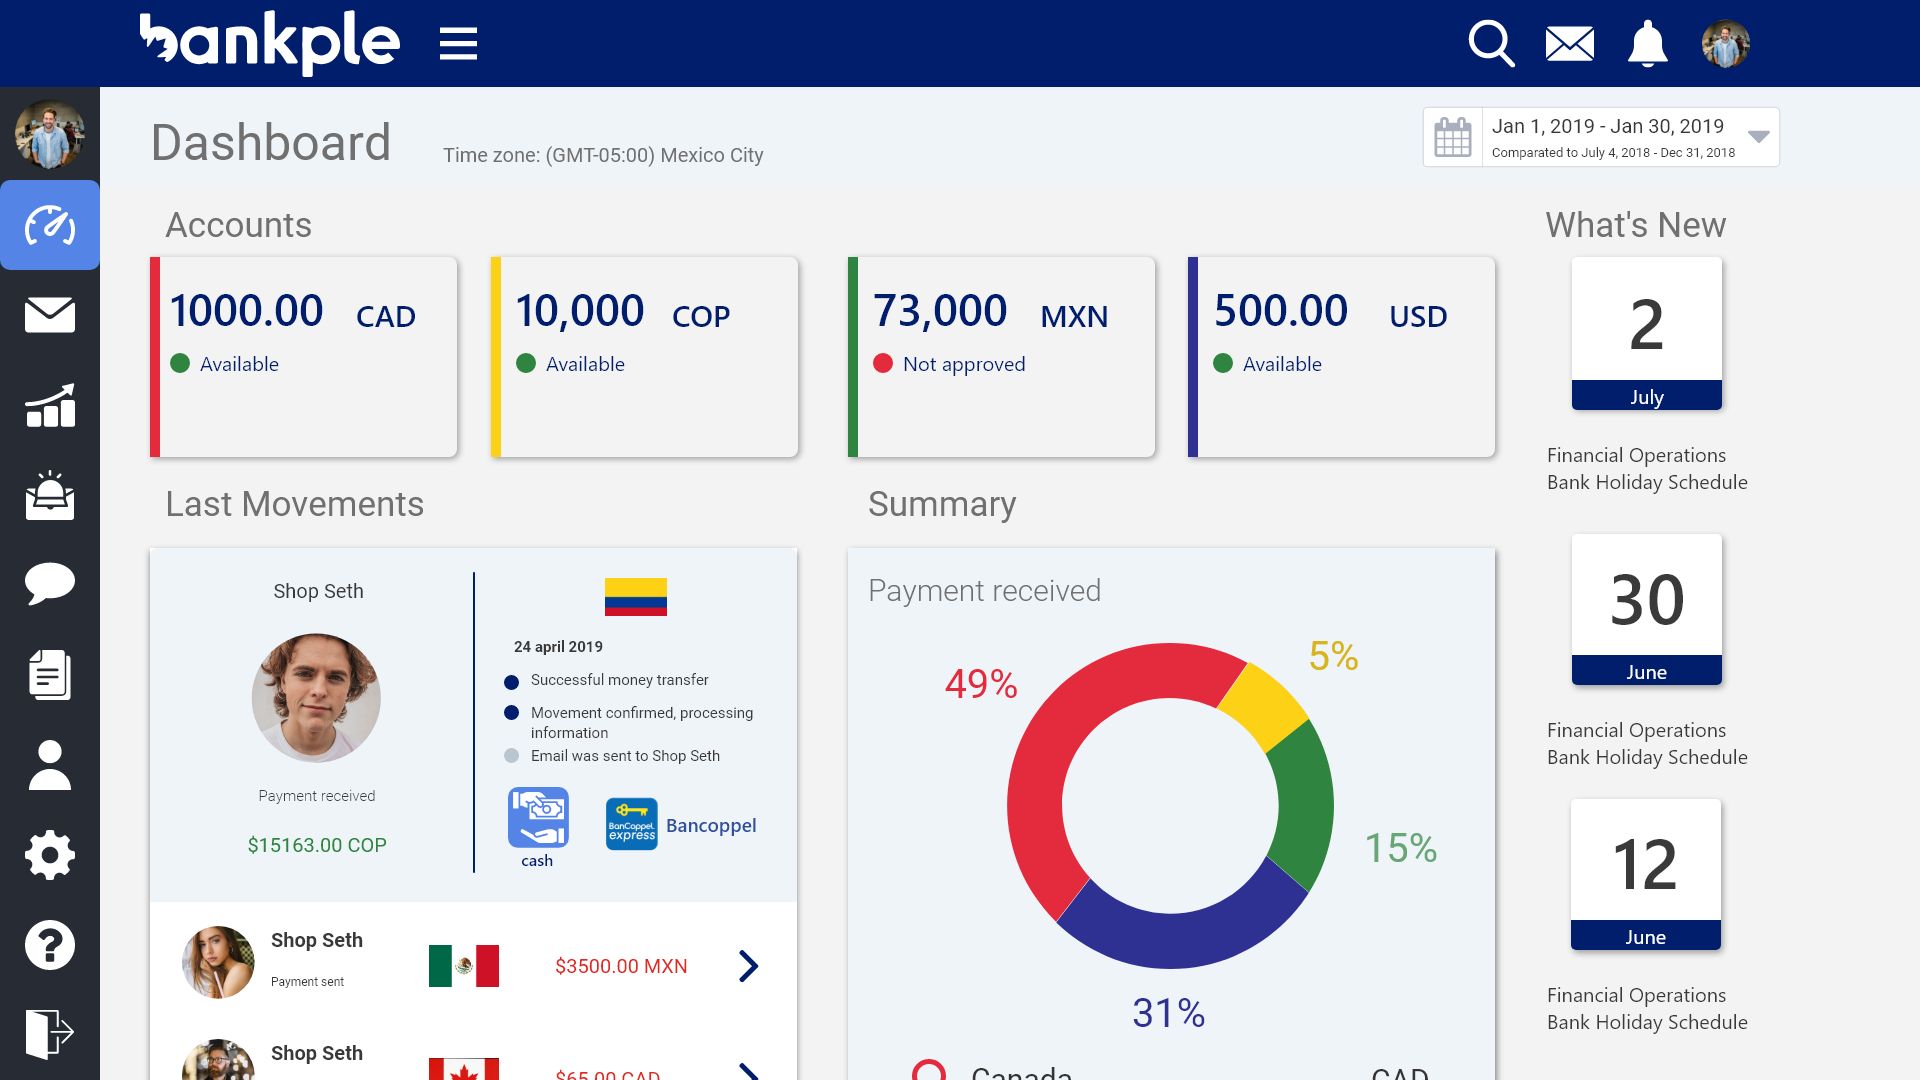 bankple
Dashboard
Time zone: (GMT-05:00) Mexico City
Jan 1, 2019 - Jan 30, 2019
Comparated to July 4, 2018 - Dec 31, 2018
Accounts
1000.00 CAD
Available
10,000 COP
Available
73,000 MXN
Not approved
500.00 USD
Available
Last Movements
Shop Seth
Payment received
$15163.00 COP
24 april 2019
Successful money transfer
Movement confirmed, processing
information
Email was sent to Shop Seth
cash
BanCoppel
express
Bancoppel
Shop Seth
Payment sent
$3500.00 MXN
Shop Seth
$65.00 CAD
Summary
Payment received
49%
5%
15%
31%
Canada
CAD
What's New
2
July
Financial Operations
Bank Holiday Schedule
30
June
Financial Operations
Bank Holiday Schedule
12
June
Financial Operations
Bank Holiday Schedule